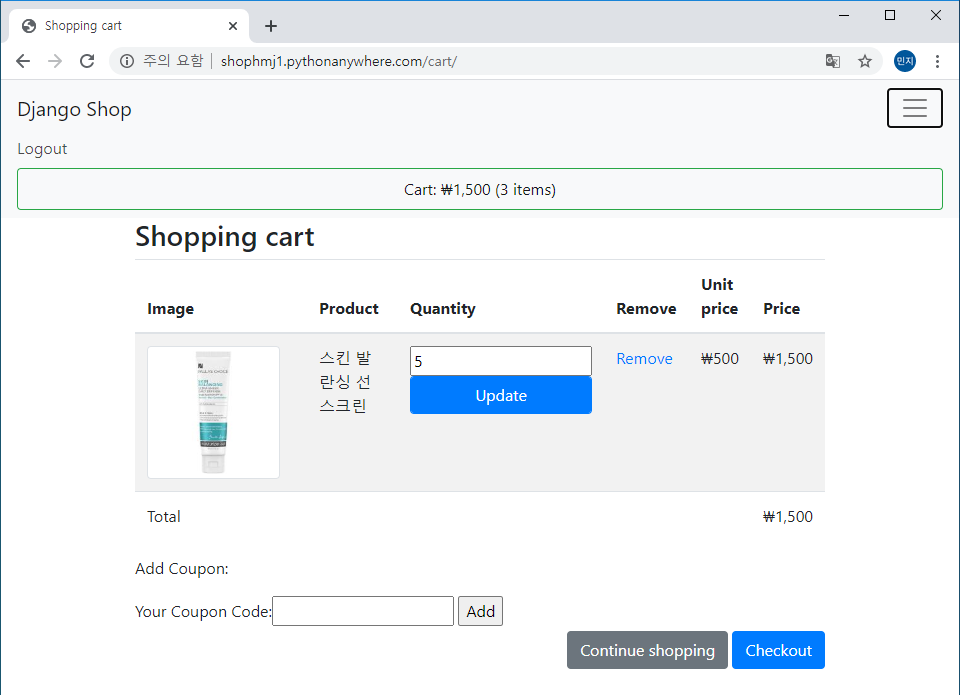 Shopping cart
주의 요함 | shophmj1.pythonanywhere.com/cart/
민지
Django Shop
Logout
Cart: ₩1,500 (3 items)
Shopping cart
Image Product Quantity Remove Unit price Price
스킨 발
란싱 선
스크린
5
Update
Remove
₩500
₩1,500
Total ₩1,500
Add Coupon:
Your Coupon Code: Add
Continue shopping Checkout